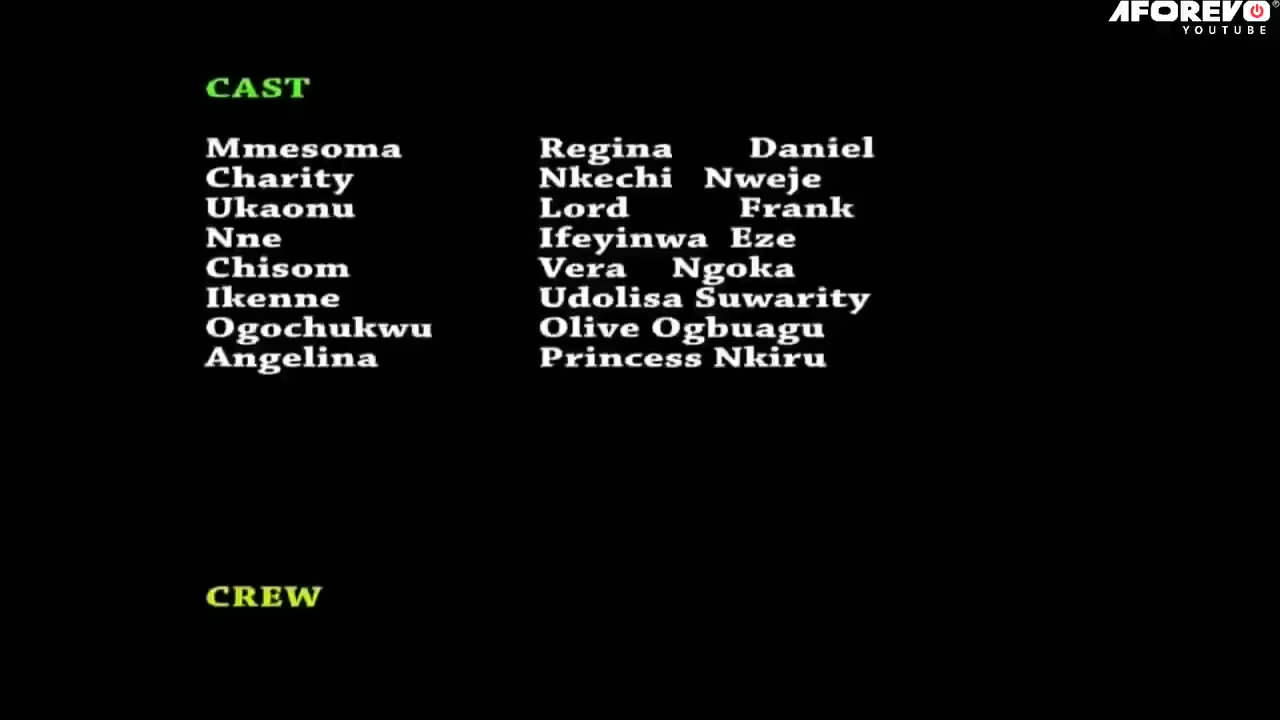 AFOREVO
YOUTUBE
CAST
Mmesoma Regina Daniel
Charity Nkechi Nweje
Ukaonu Lord Frank
Nne Ifeyinwa Eze
Chisom Vera Ngoka
Ikenne Udolisa Suwarity
Ogochukwu Olive Ogbuagu
Angelina Princess Nkiru
CREW